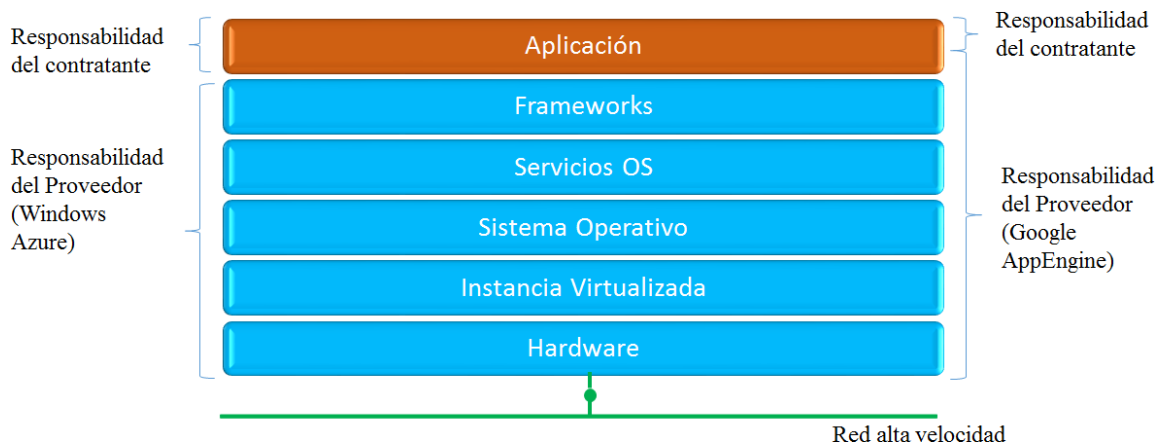 Responsabilidad
del contratante
Aplicación
Responsabilidad
del contratante
Frameworks
Servicios OS
Sistema Operativo
Instancia Virtualizada
Hardware
Responsabilidad
del Proveedor
(Windows
Azure)
Responsabilidad
del Proveedor
(Google
AppEngine)
Red alta velocidad